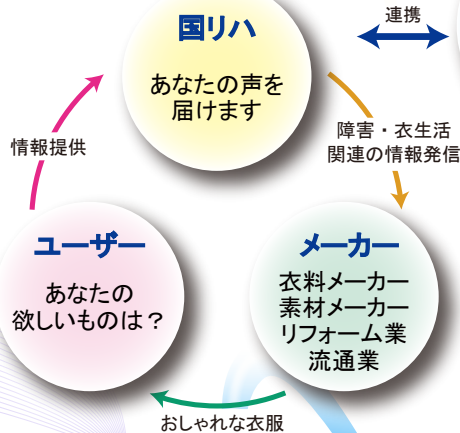 国リハ
あなたの声を
届けます
連携
情報提供
障害・衣生活
関連の情報発信
ユーザー
あなたの
欲しいものは？
メーカー
衣料メーカー
素材メーカー
リフォーム業
流通業
おしゃれな衣服